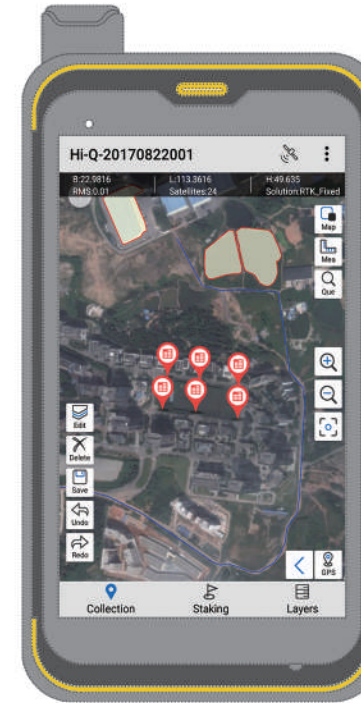 Hi-Q-20170822001
B:22.9816 L:113.3616 H:49.635
RMS:0.01 Satellites:24 Solution:RTK_Fixed
Map
Mea
Que
Edit
Delete
Save
Undo
Redo
GPS
Collection Staking Layers